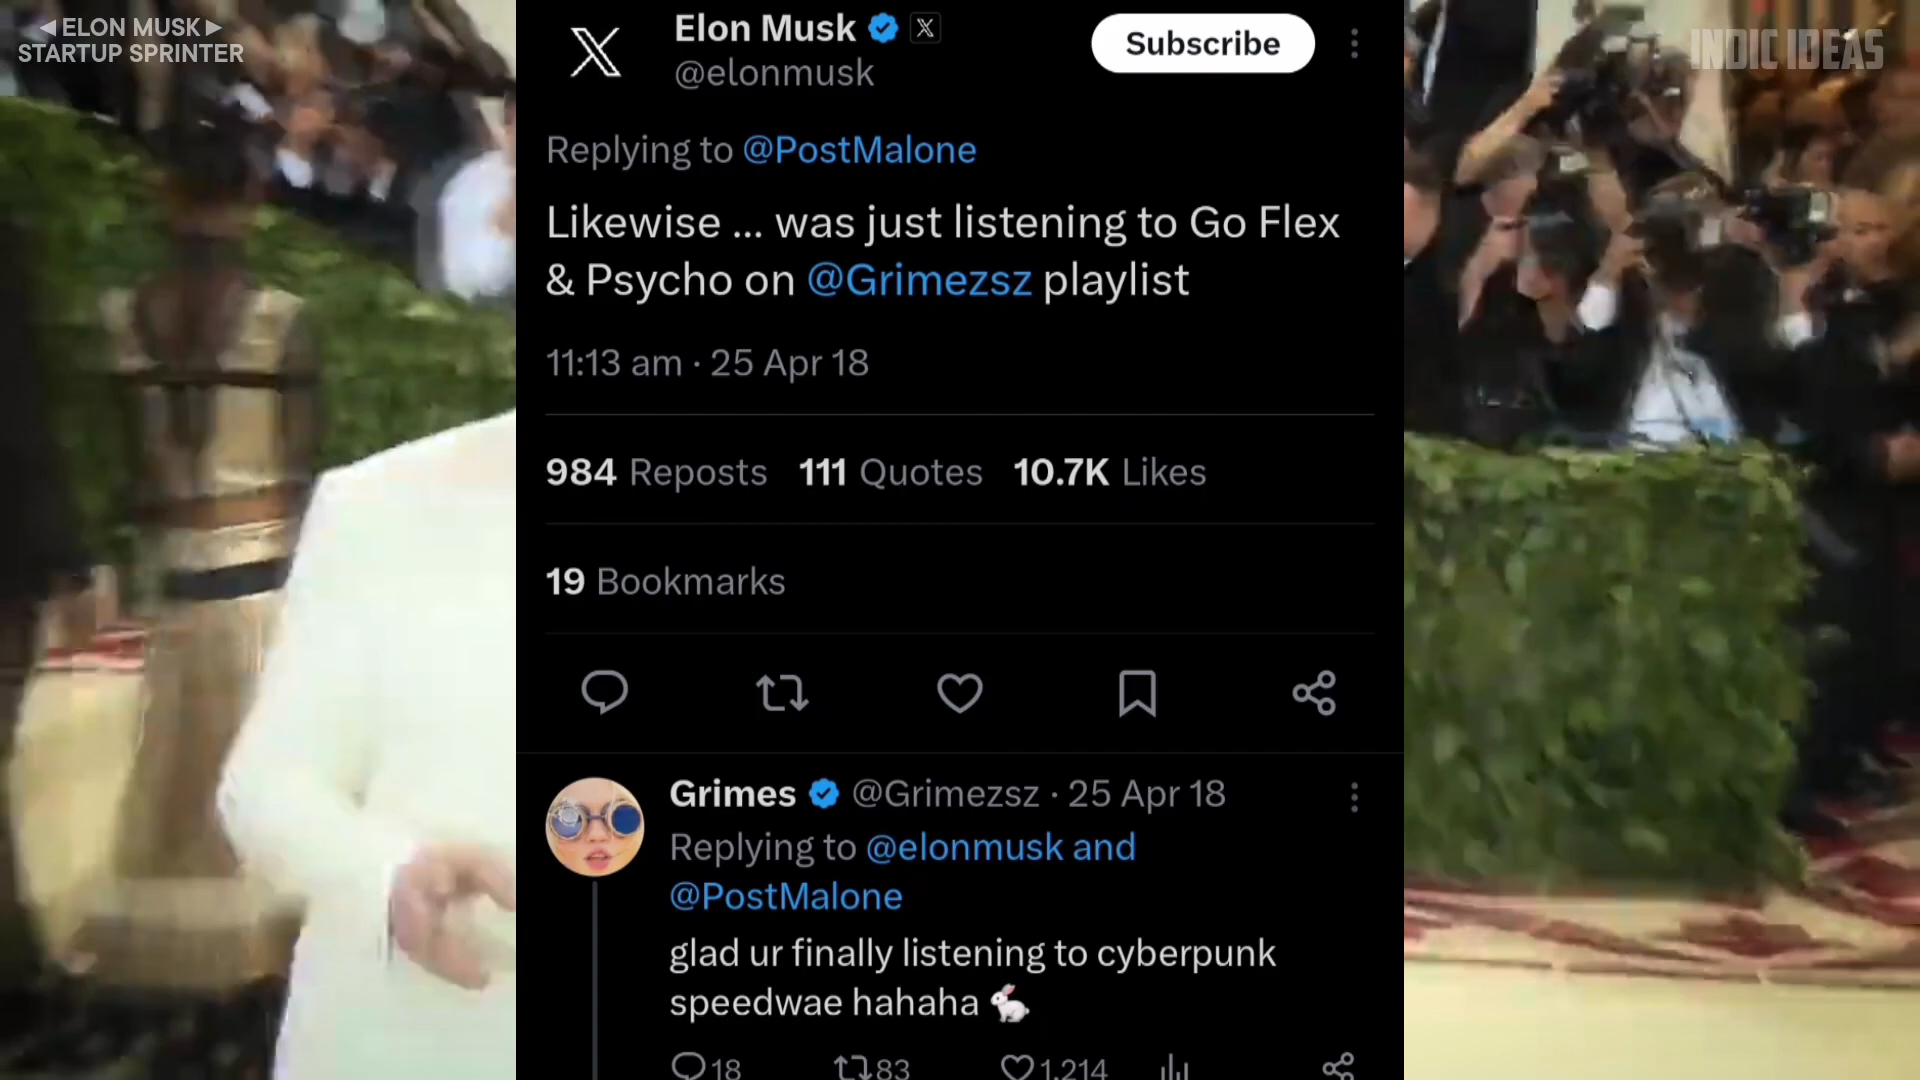 ◀ELON MUSK▶
STARTUP SPRINTER
INDIC IDEAS
Elon Musk
@elonmusk
Subscribe
Replying to @PostMalone
Likewise ... was just listening to Go Flex
& Psycho on @Grimezsz playlist
11:13 am · 25 Apr 18
984 Reposts 111 Quotes 10.7K Likes
19 Bookmarks
Grimes @Grimezsz · 25 Apr 18
Replying to @elonmusk and
@PostMalone
glad ur finally listening to cyberpunk
speedwae hahaha 🐇
18 83 1,214